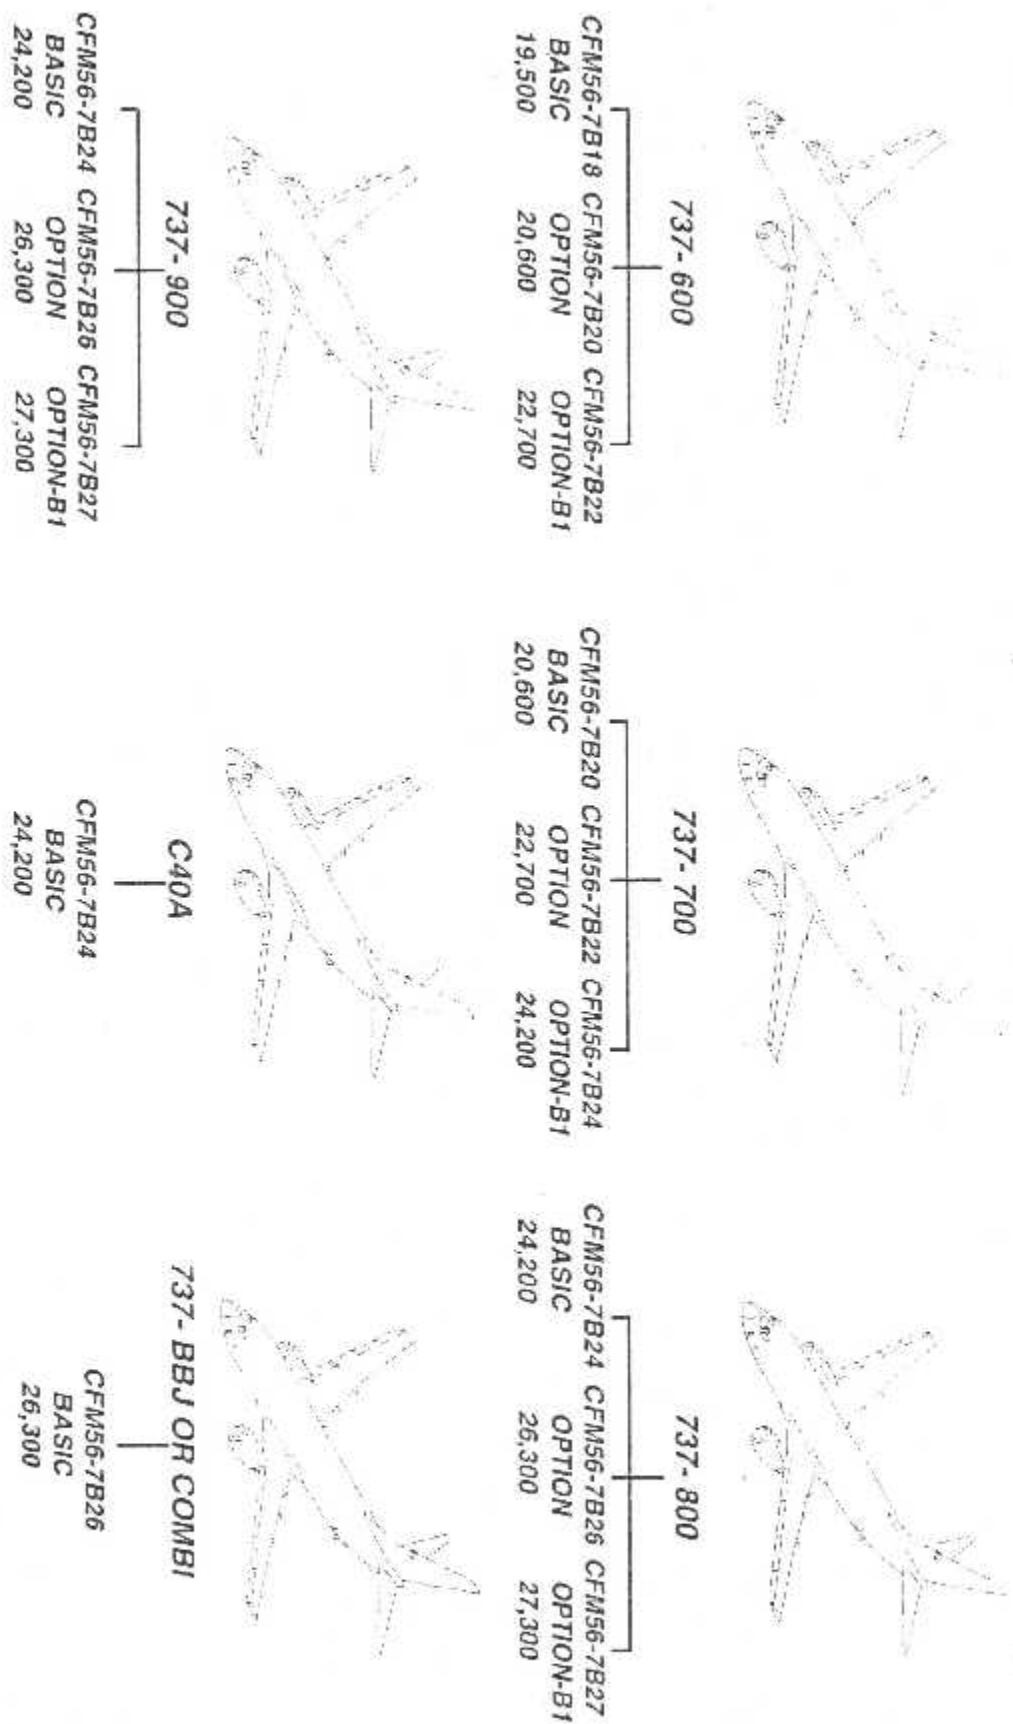 737- 600
CFM56-7B18 CFM56-7B20 CFM56-7B22
BASIC OPTION OPTION-B1
19,500 20,600 22,700
737- 700
CFM56-7B20 CFM56-7B22 CFM56-7B24
BASIC OPTION OPTION-B1
20,600 22,700 24,200
737- 800
CFM56-7B24 CFM56-7B26 CFM56-7B27
BASIC OPTION OPTION-B1
24,200 26,300 27,300
737- 900
CFM56-7B24 CFM56-7B26 CFM56-7B27
BASIC OPTION OPTION-B1
24,200 26,300 27,300
C40A
CFM56-7B24
BASIC
24,200
737- BBJ OR COMBI
CFM56-7B26
BASIC
26,300